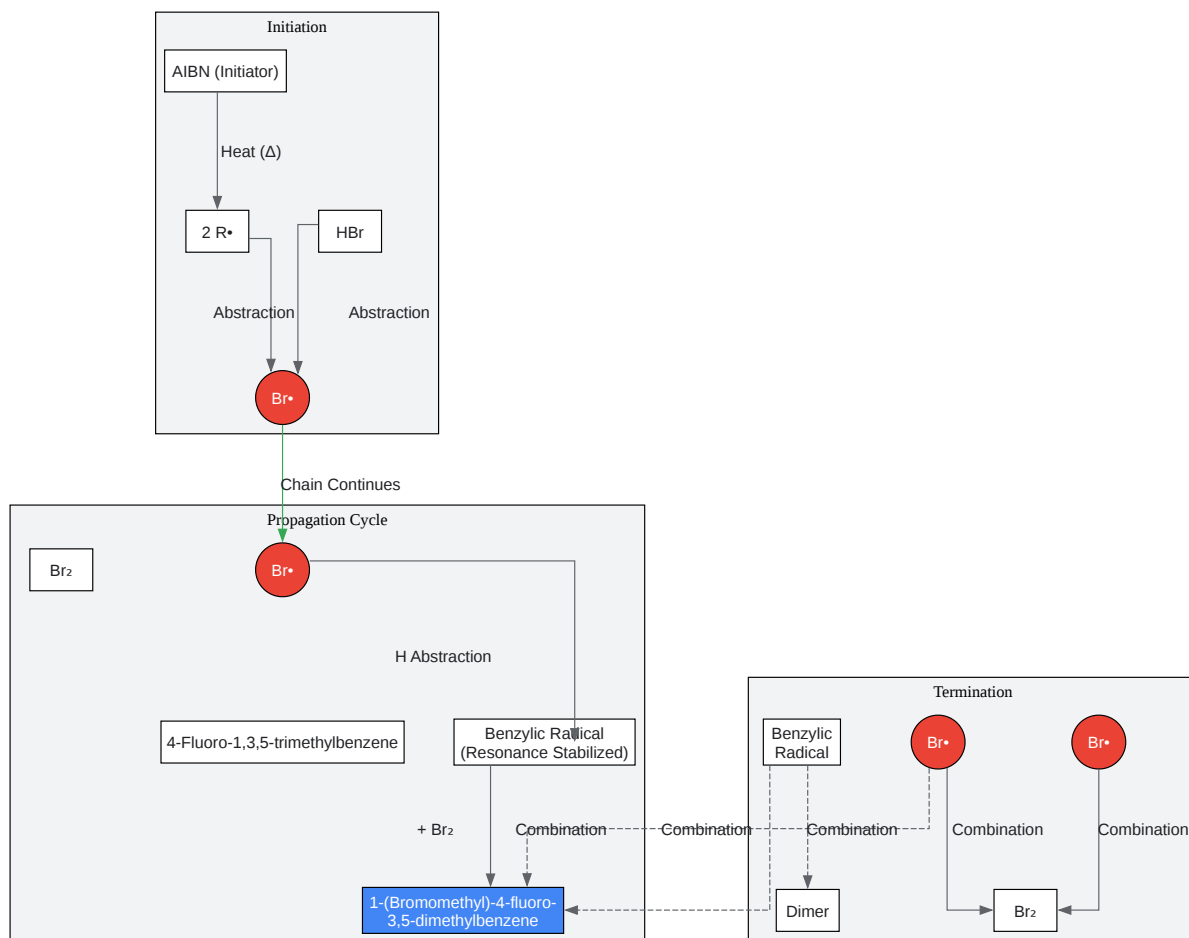 Initiation
AIBN (Initiator)
Heat (Δ)
2 R•
HBr
Abstraction
Abstraction
Br•
Chain Continues
Propagation Cycle
Br₂
Br•
H Abstraction
4-Fluoro-1,3,5-trimethylbenzene
Benzylic Radical
(Resonance Stabilized)
+ Br₂
Combination
1-(Bromomethyl)-4-fluoro-
3,5-dimethylbenzene
Termination
Benzylic
Radical
Br•
Br•
Combination
Combination
Combination
Combination
Dimer
Br₂